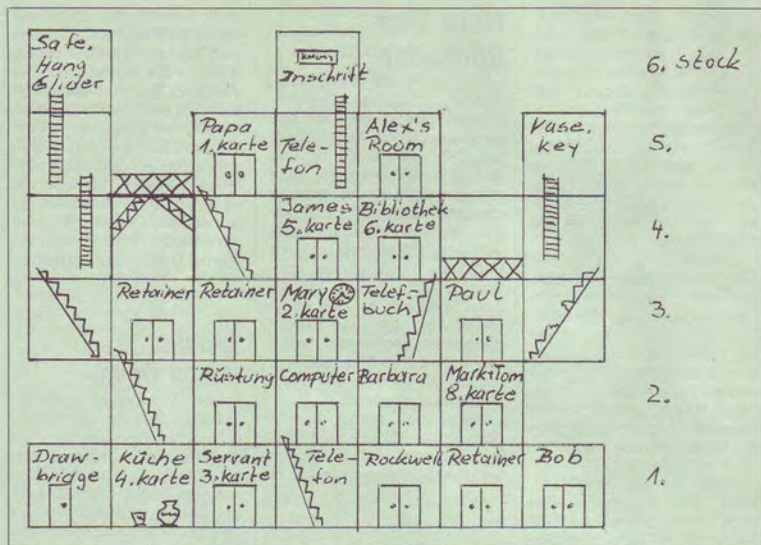 Safe,
Hang
Glider
Inschrift
6. Stock
Papa
1. Karte
Tele-
fon
Alex's
Room
Vase,
Key
5.
James
5. Karte
Bibliothek
6. Karte
4.
Retainer
Retainer
Mary
2. Karte
Telef.-
buch
Paul
3.
Rüstung
Computer
Barbara
Mark+Tom
8. Karte
2.
Draw-
bridge
Küche
4. Karte
Servant
3. Karte
Tele-
fon
Rockwell
Retainer
Bob
1.